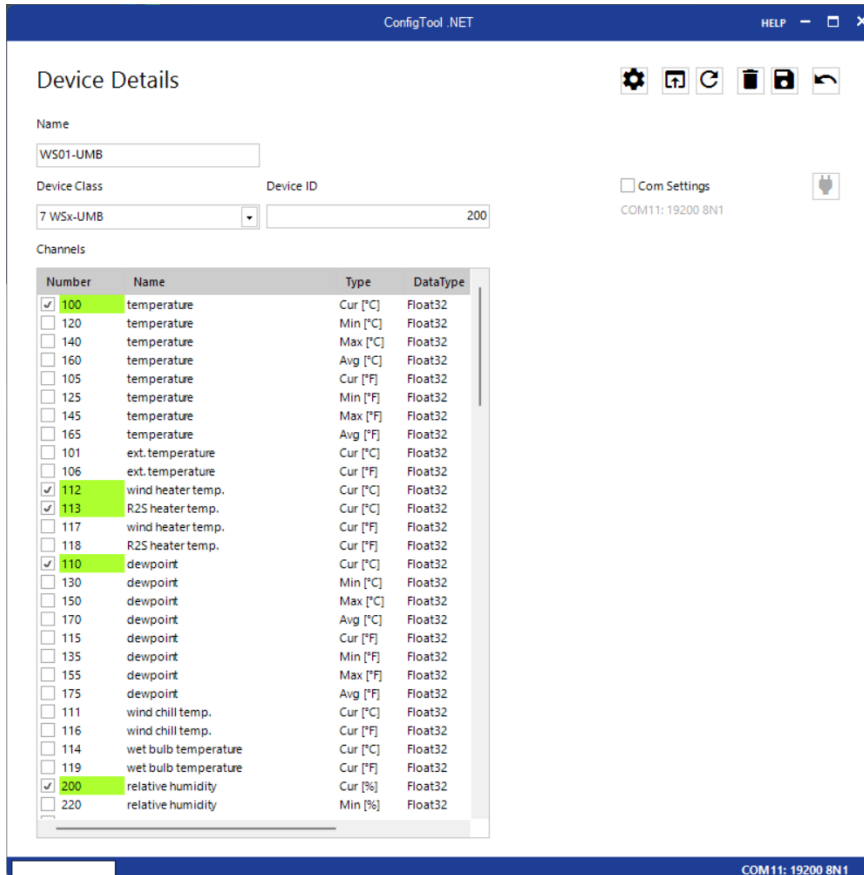 ConfigTool .NET HELP
Device Details
Name
WS01-UMB
Device Class Device ID
Com Settings
7 WSx-UMB 200
COM11: 19200 8N1
Channels
Number Name Type DataType
100 temperature Cur [°C] Float32
120 temperature Min [°C] Float32
140 temperature Max [°C] Float32
160 temperature Avg [°C] Float32
105 temperature Cur [°F] Float32
125 temperature Min [°F] Float32
145 temperature Max [°F] Float32
165 temperature Avg [°F] Float32
101 ext. temperature Cur [°C] Float32
106 ext. temperature Cur [°F] Float32
112 wind heater temp. Cur [°C] Float32
113 R2S heater temp. Cur [°C] Float32
117 wind heater temp. Cur [°F] Float32
118 R2S heater temp. Cur [°F] Float32
110 dewpoint Cur [°C] Float32
130 dewpoint Min [°C] Float32
150 dewpoint Max [°C] Float32
170 dewpoint Avg [°C] Float32
115 dewpoint Cur [°F] Float32
135 dewpoint Min [°F] Float32
155 dewpoint Max [°F] Float32
175 dewpoint Avg [°F] Float32
111 wind chill temp. Cur [°C] Float32
116 wind chill temp. Cur [°F] Float32
114 wet bulb temperature Cur [°C] Float32
119 wet bulb temperature Cur [°F] Float32
200 relative humidity Cur [%] Float32
220 relative humidity Min [%] Float32
COM11: 19200 8N1